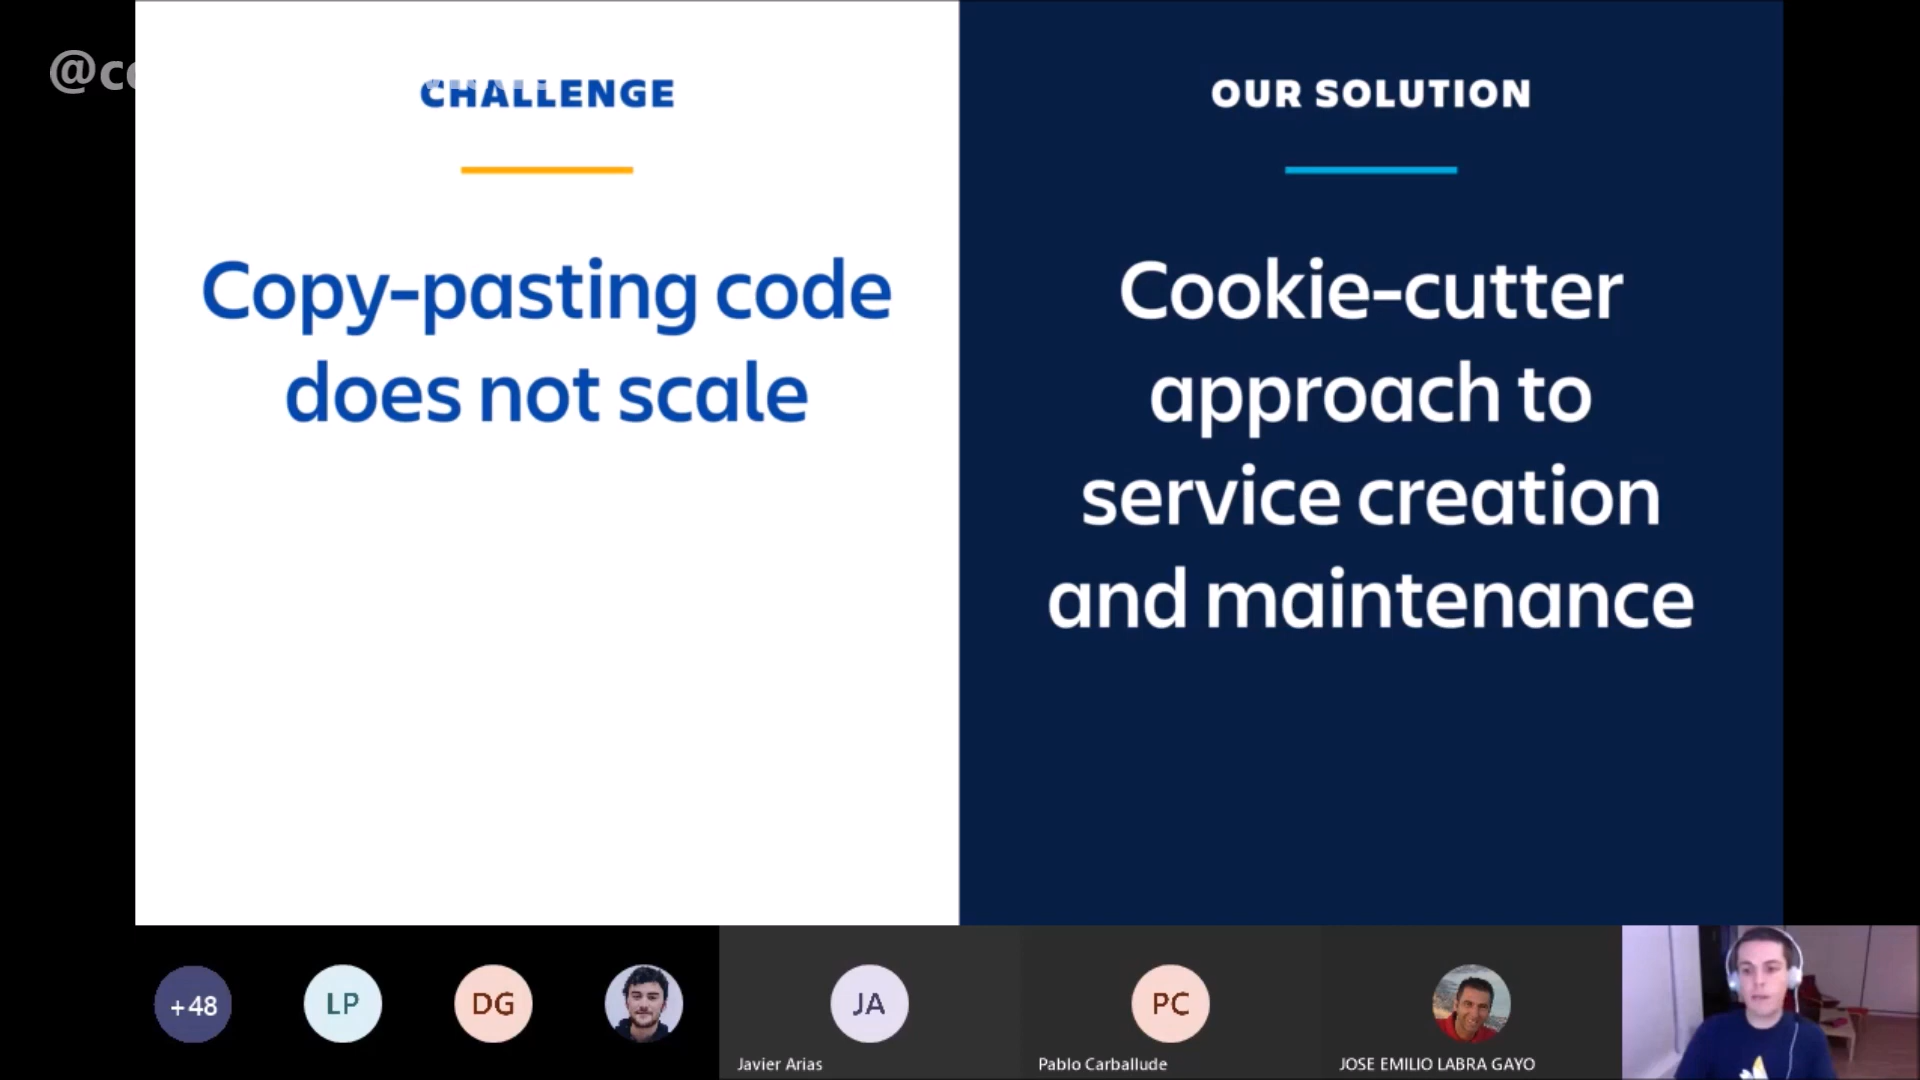 CHALLENGE
Copy-pasting code
does not scale
OUR SOLUTION
Cookie-cutter
approach to
service creation
and maintenance
+48
LP
DG
JA
PC
Javier Arias
Pablo Carballude
JOSE EMILIO LABRA GAYO